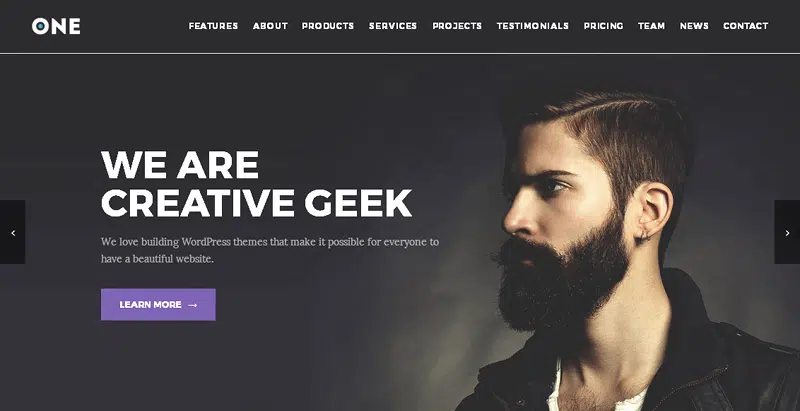 ONE
FEATURES ABOUT PRODUCTS SERVICES PROJECTS TESTIMONIALS PRICING TEAM NEWS CONTACT
WE ARE
CREATIVE GEEK
We love building WordPress themes that make it possible for everyone to
have a beautiful website.
LEARN MORE →